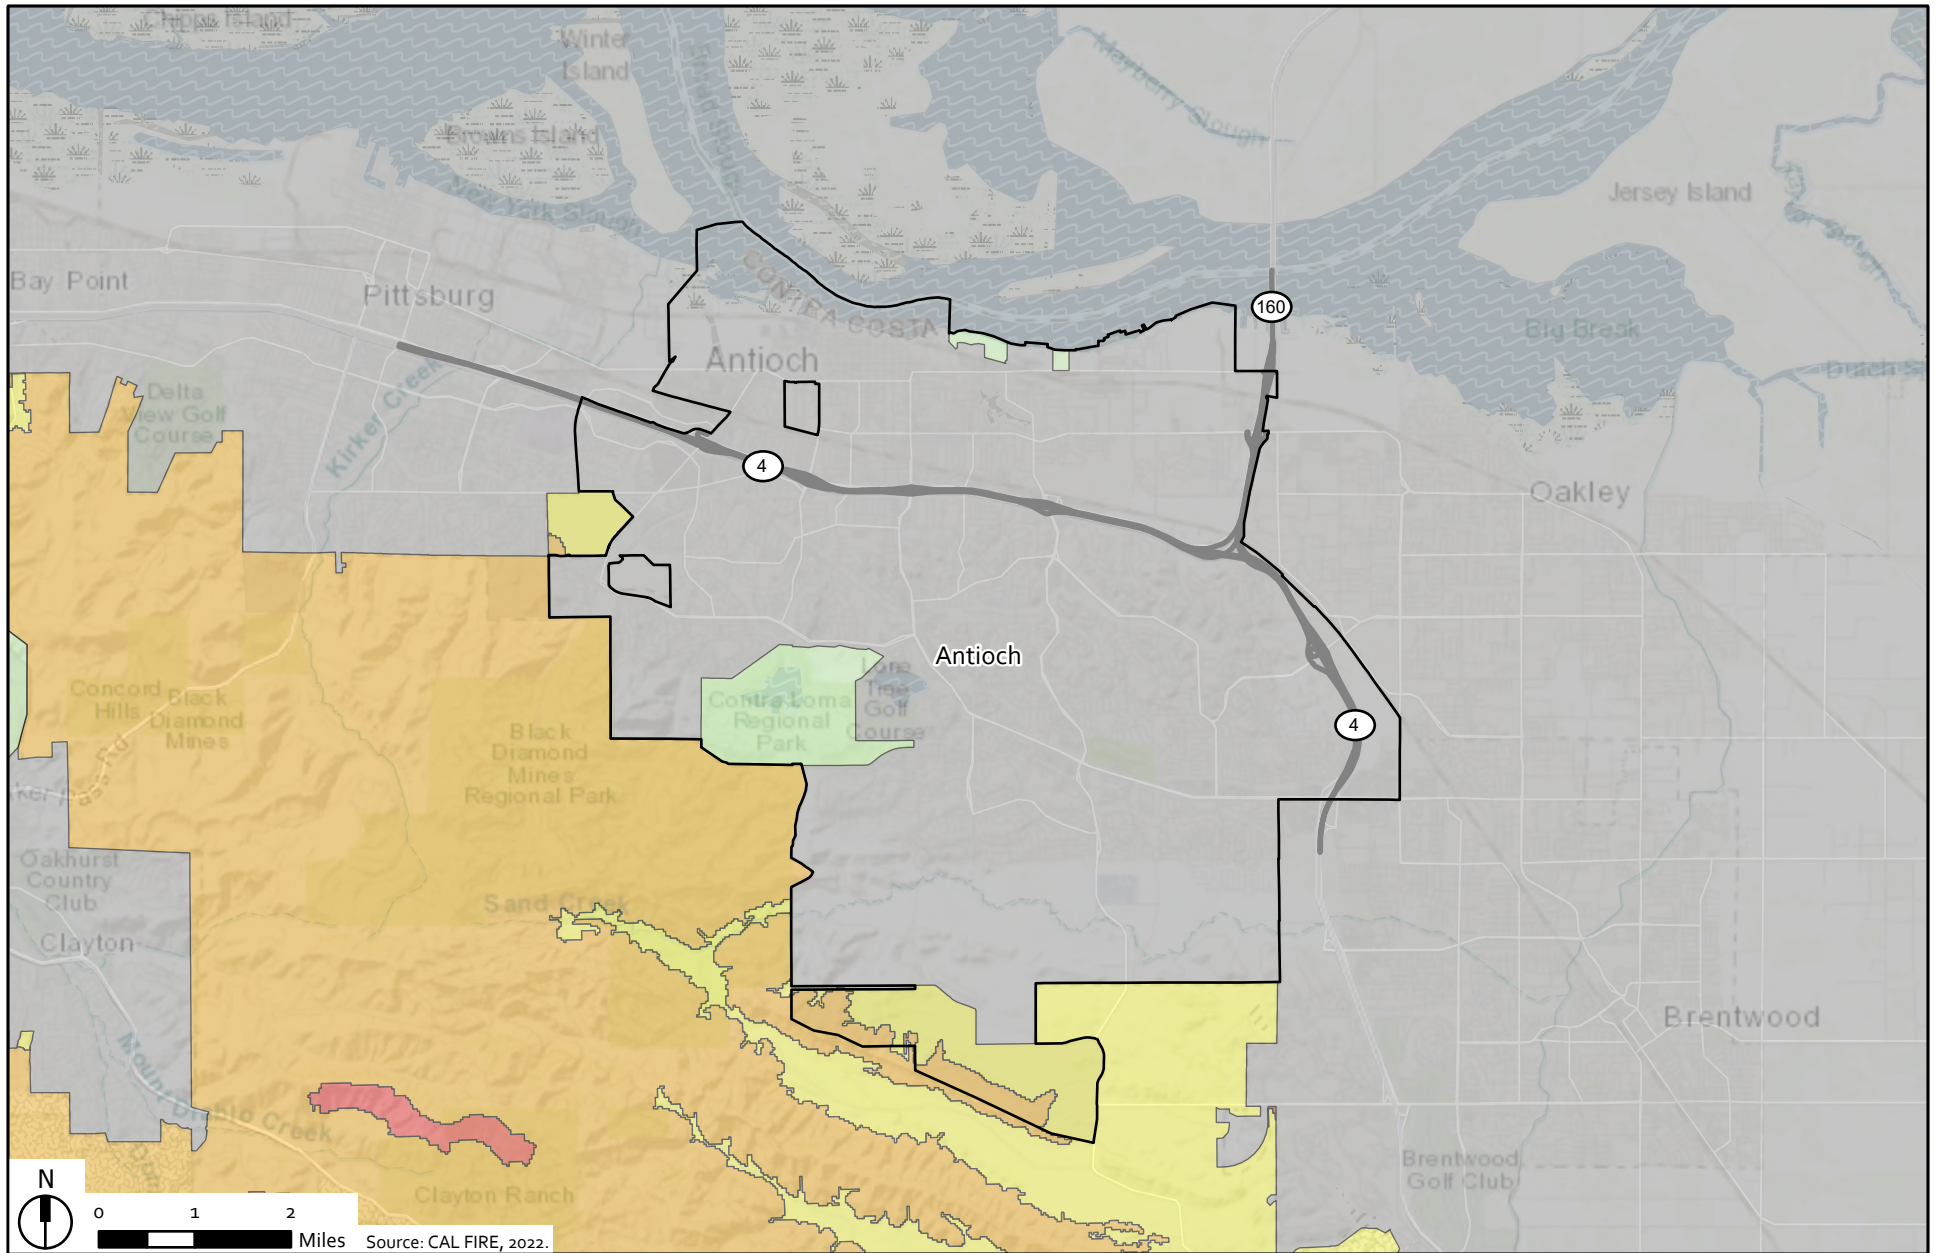 Chipps Island
Winter
Island
Browns Island
New York Slough
Mayberry Slough
Jersey Island
Bay Point
Pittsburg
CONTRA COSTA
160
Big Break
Antioch
Delta
View Golf
Course
Kirker Creek
4
Oakley
Antioch
Lone
Tree
Golf
Course
Contra Loma
Regional
Park
Concord
Hills
Black
Diamond
Mines
Black
Diamond
Mines
Regional Park
4
Oakhurst
Country
Club
Sand Creek
Clayton
Brentwood
Mount Diablo Creek
Brentwood
Golf Club
Clayton Ranch
N
0 1 2
Miles
Source: CAL FIRE, 2022.